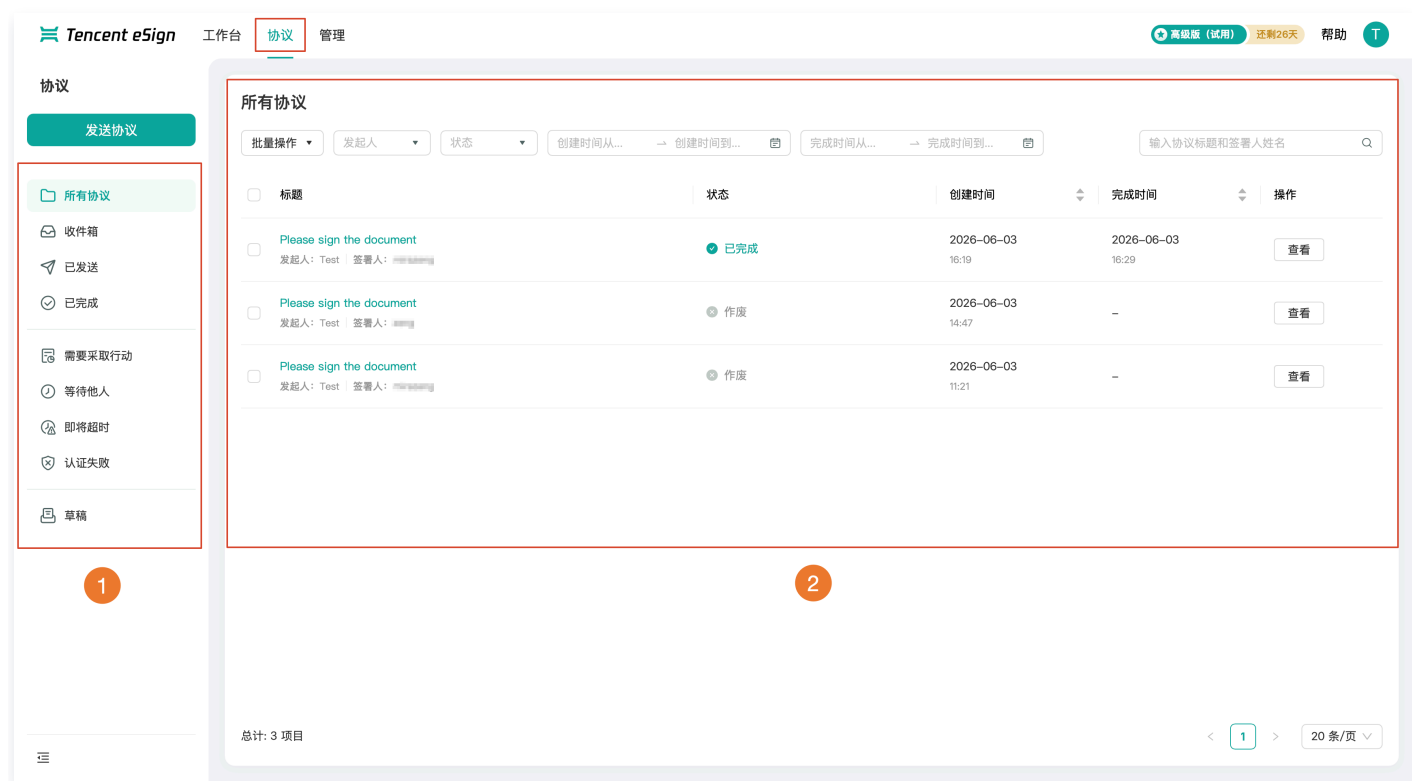 Tencent eSign 工作台 协议 管理 高级版（试用） 还剩26天 帮助 T
协议
发送协议
所有协议
收件箱
已发送
已完成
需要采取行动
等待他人
即将超时
认证失败
草稿
1
所有协议
批量操作 发起人 状态 创建时间从... → 创建时间到... 完成时间从... → 完成时间到... 输入协议标题和签署人姓名
标题 状态 创建时间 完成时间 操作
Please sign the document 已完成 2026-06-03 2026-06-03 查看
发起人：Test 签署人： 16:19 16:29
Please sign the document 作废 2026-06-03 – 查看
发起人：Test 签署人： 14:47
Please sign the document 作废 2026-06-03 – 查看
发起人：Test 签署人： 11:21
2
总计: 3 项目 < 1 > 20 条/页